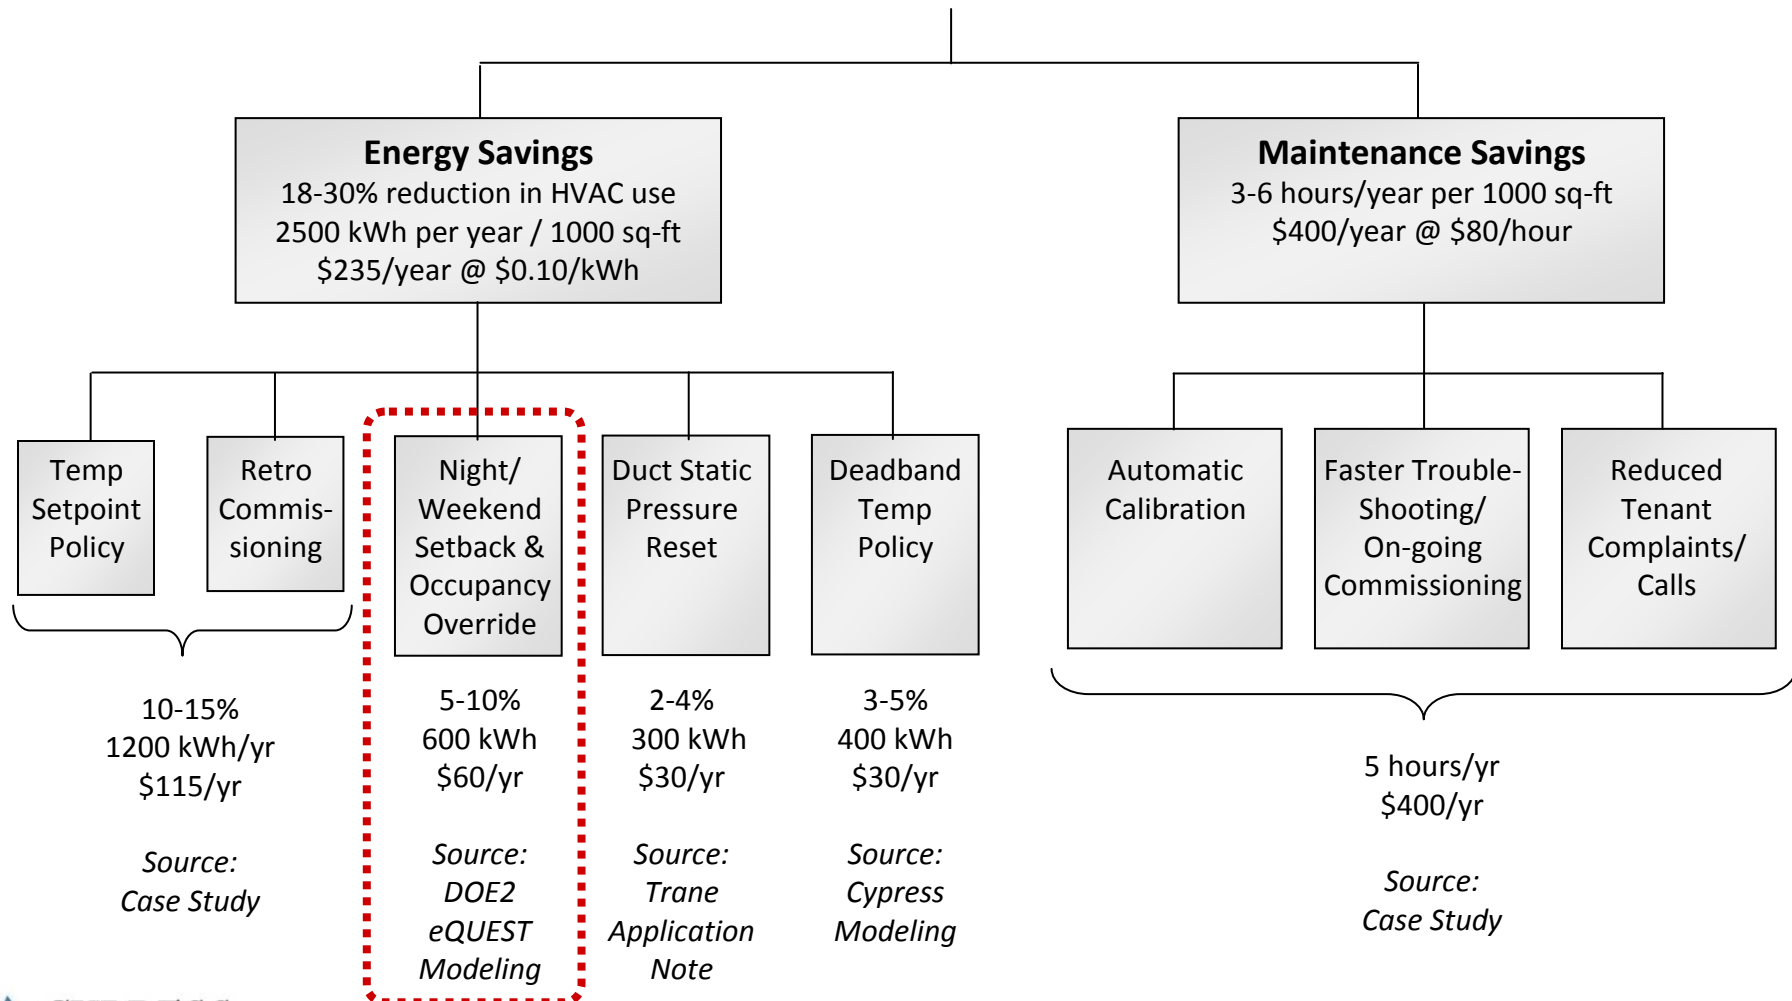 Energy Savings
18-30% reduction in HVAC use
2500 kWh per year / 1000 sq-ft
$235/year @ $0.10/kWh
Maintenance Savings
3-6 hours/year per 1000 sq-ft
$400/year @ $80/hour
Temp
Setpoint
Policy
Retro
Commis-
sioning
Night/
Weekend
Setback &
Occupancy
Override
Duct Static
Pressure
Reset
Deadband
Temp
Policy
Automatic
Calibration
Faster Trouble-
Shooting/
On-going
Commissioning
Reduced
Tenant
Complaints/
Calls
10-15%
1200 kWh/yr
$115/yr
Source:
Case Study
5-10%
600 kWh
$60/yr
Source:
DOE2
eQUEST
Modeling
2-4%
300 kWh
$30/yr
Source:
Trane
Application
Note
3-5%
400 kWh
$30/yr
Source:
Cypress
Modeling
5 hours/yr
$400/yr
Source:
Case Study